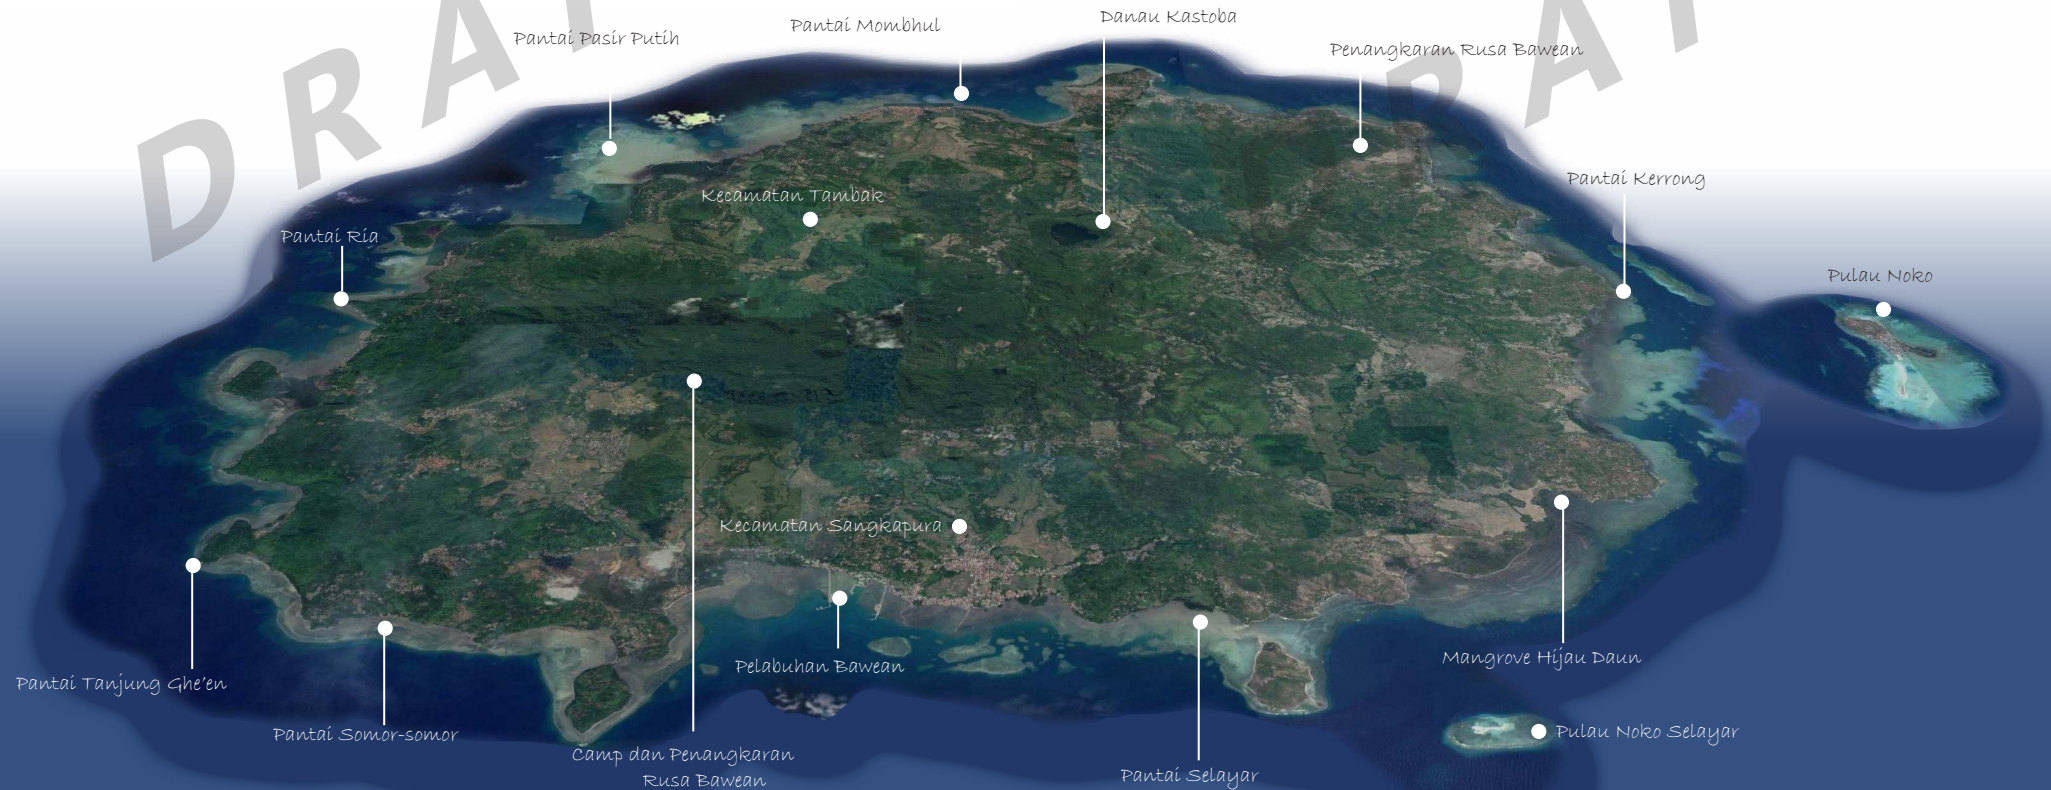 Danau Kastoba
Pantai Mombhul
Pantai Pasir Putih
Penangkaran Rusa Bawean
DRAF
DRAF
Pantai Kerrong
Kecamatan Tambak
Pantai Ria
Pulau Noko
Kecamatan Sangkapura
Pelabuhan Bawean
Mangrove Hijau Daun
Pantai Tanjung Ghe'en
Pantai Somor-somor
Pulau Noko Selayar
Camp dan Penangkaran
Rusa Bawean
Pantai Selayar